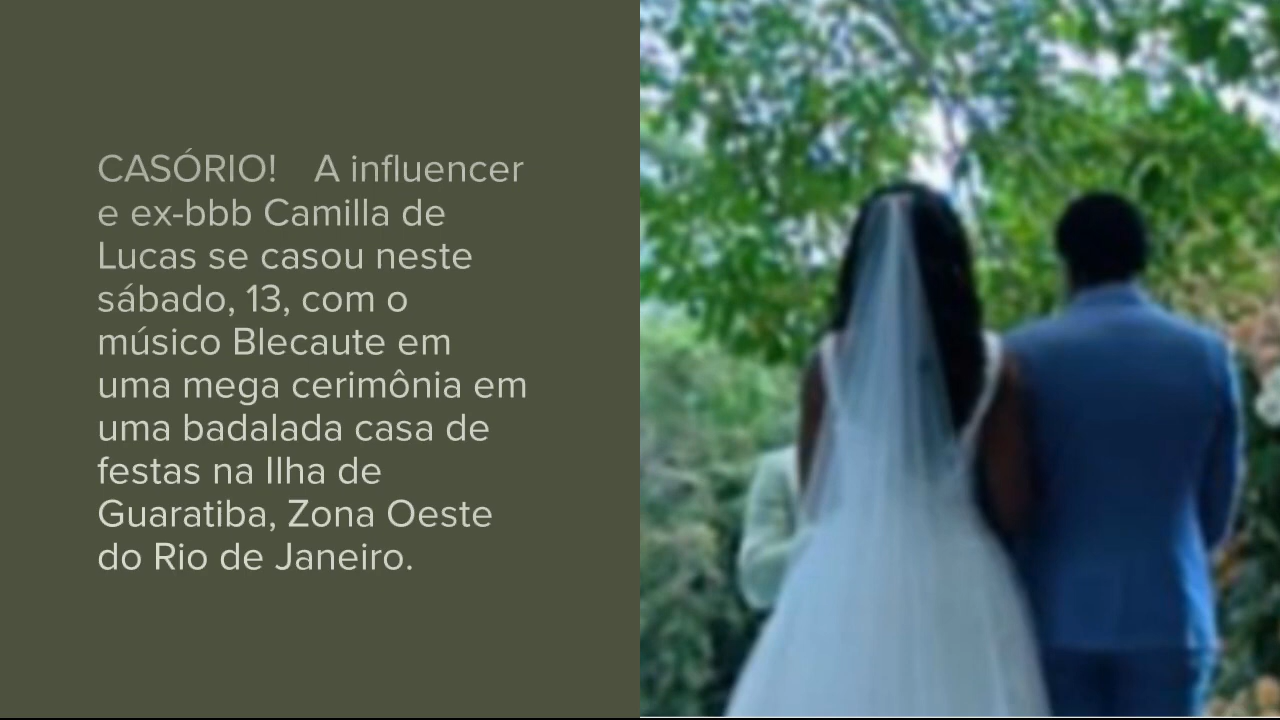 CASÓRIO! A influencer
e ex-bbb Camilla de
Lucas se casou neste
sábado, 13, com o
músico Blecaute em
uma mega cerimônia em
uma badalada casa de
festas na Ilha de
Guaratiba, Zona Oeste
do Rio de Janeiro.